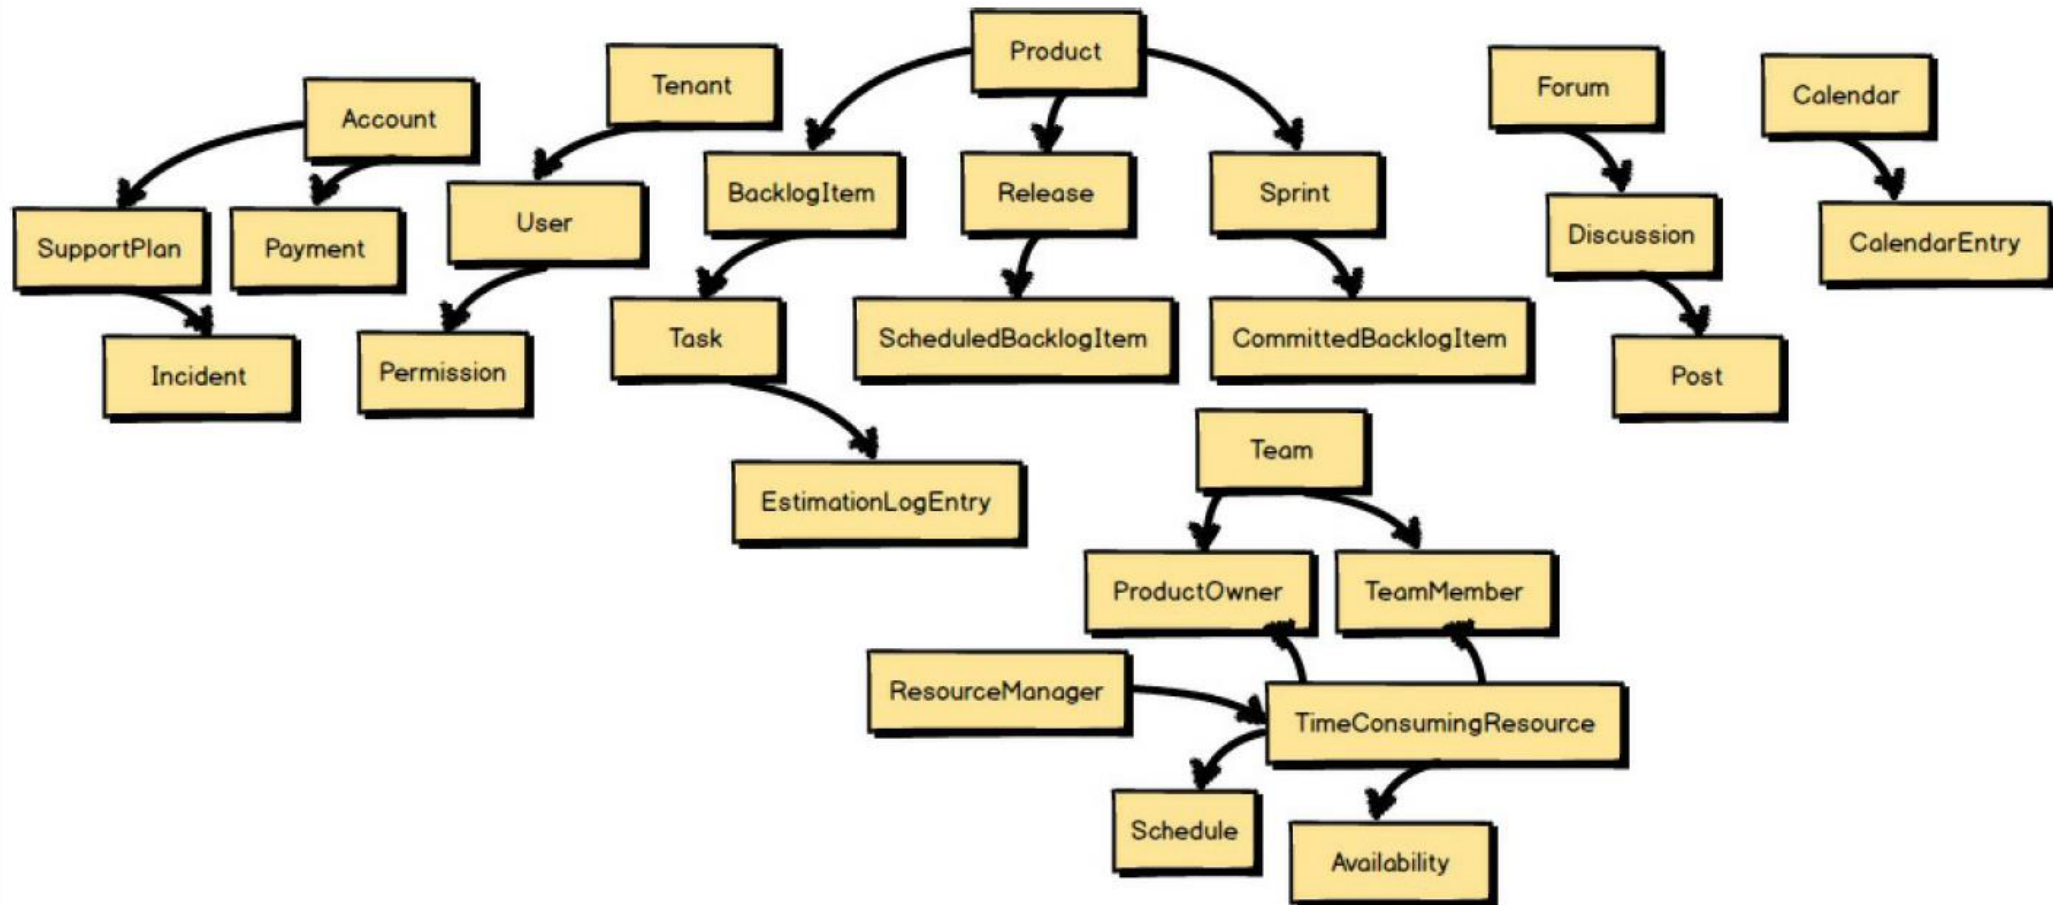 Product
Tenant
Forum
Calendar
Account
BacklogItem
Release
Sprint
User
Discussion
CalendarEntry
SupportPlan
Payment
Task
ScheduledBacklogItem
CommittedBacklogItem
Incident
Permission
Post
Team
EstimationLogEntry
ProductOwner
TeamMember
ResourceManager
TimeConsumingResource
Schedule
Availability